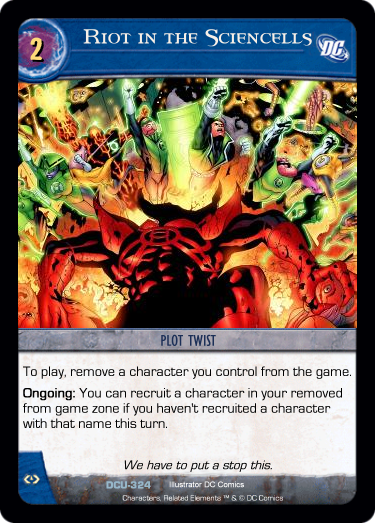 2
RIOT IN THE SCIENCELLS
DC
PLOT TWIST
To play, remove a character you control from the game.
Ongoing: You can recruit a character in your removed
from game zone if you haven't recruited a character
with that name this turn.
We have to put a stop this.
DCU-324 Illustrator DC Comics
Characters, Related Elements ™ & © DC Comics